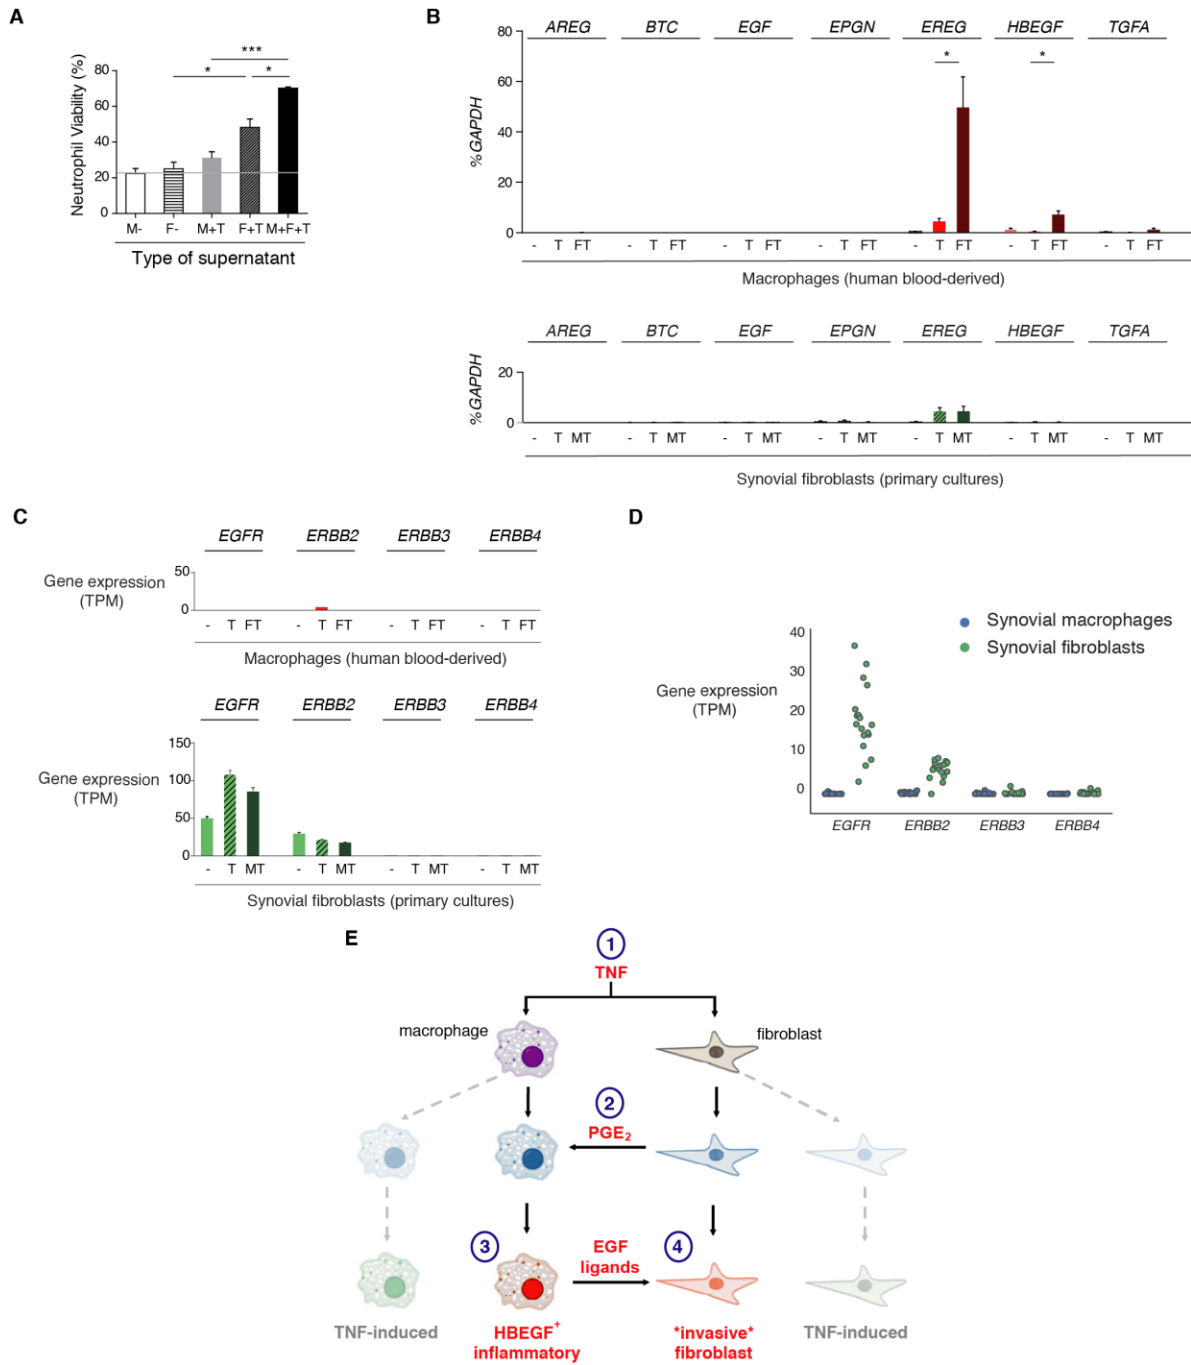 A
Neutrophil Viability (%)
80
60
40
20
0
***
* *
M- F- M+T F+T M+F+T
Type of supernatant
B
AREG BTC EGF EPGN EREG HBEGF TGFA
%GAPDH
80
60
40
20
0
* *
- T FT - T FT - T FT - T FT - T FT - T FT - T FT
Macrophages (human blood-derived)
AREG BTC EGF EPGN EREG HBEGF TGFA
%GAPDH
20
0
- T MT - T MT - T MT - T MT - T MT - T MT - T MT
Synovial fibroblasts (primary cultures)
C
EGFR ERBB2 ERBB3 ERBB4
Gene expression
(TPM)
50
0
- T FT - T FT - T FT - T FT
Macrophages (human blood-derived)
EGFR ERBB2 ERBB3 ERBB4
Gene expression
(TPM)
150
100
50
0
- T MT - T MT - T MT - T MT
Synovial fibroblasts (primary cultures)
D
Synovial macrophages
Synovial fibroblasts
Gene expression
(TPM)
40
30
20
10
0
EGFR ERBB2 ERBB3 ERBB4
E
1
TNF
macrophage
fibroblast
2
PGE₂
3
EGF
ligands
4
TNF-induced
HBEGF⁺
inflammatory
*invasive*
fibroblast
TNF-induced